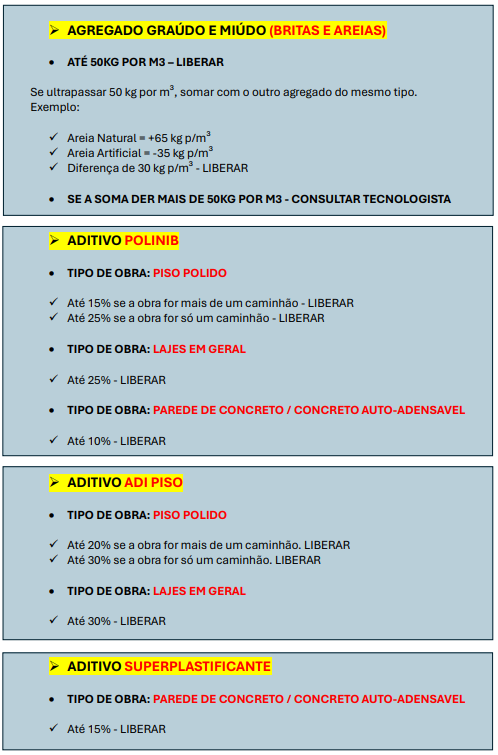 ➢ AGREGADO GRAÚDO E MIÚDO (BRITAS E AREIAS)
• ATÉ 50KG POR M3 – LIBERAR
Se ultrapassar 50 kg por m³, somar com o outro agregado do mesmo tipo.
Exemplo:
✓ Areia Natural = +65 kg p/m³
✓ Areia Artificial = -35 kg p/m³
✓ Diferença de 30 kg p/m³ - LIBERAR
• SE A SOMA DER MAIS DE 50KG POR M3 - CONSULTAR TECNOLOGISTA
➢ ADITIVO POLINIB
• TIPO DE OBRA: PISO POLIDO
✓ Até 15% se a obra for mais de um caminhão - LIBERAR
✓ Até 25% se a obra for só um caminhão - LIBERAR
• TIPO DE OBRA: LAJES EM GERAL
✓ Até 25% - LIBERAR
• TIPO DE OBRA: PAREDE DE CONCRETO / CONCRETO AUTO-ADENSAVEL
✓ Até 10% - LIBERAR
➢ ADITIVO ADI PISO
• TIPO DE OBRA: PISO POLIDO
✓ Até 20% se a obra for mais de um caminhão. LIBERAR
✓ Até 30% se a obra for só um caminhão. LIBERAR
• TIPO DE OBRA: LAJES EM GERAL
✓ Até 30% - LIBERAR
➢ ADITIVO SUPERPLASTIFICANTE
• TIPO DE OBRA: PAREDE DE CONCRETO / CONCRETO AUTO-ADENSAVEL
✓ Até 15% - LIBERAR